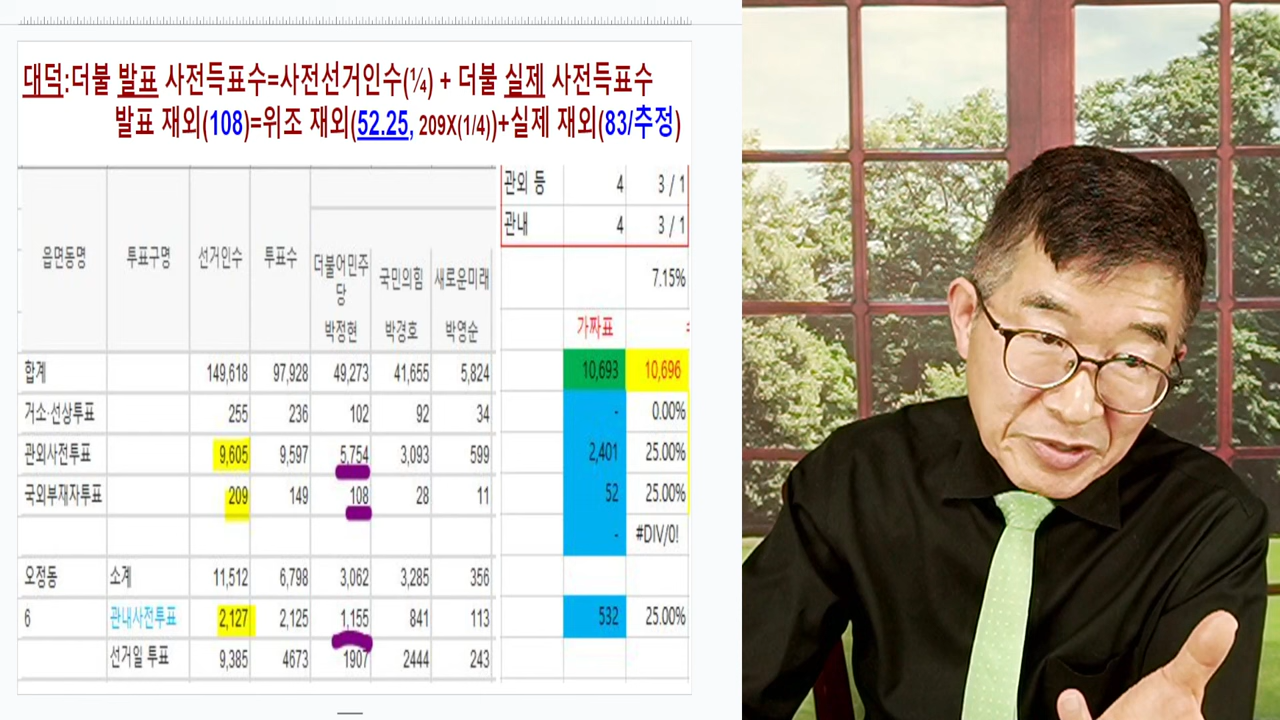 대덕:더불 발표 사전득표수=사전선거인수(¼) + 더불 실제 사전득표수
발표 재외(108)=위조 재외(52.25, 209X(1/4))+실제 재외(83/추정)
읍면동명 투표구명 선거인수 투표수 더불어민주당 박정현 국민의힘 박경호 새로운미래 박영순
합계 149,618 97,928 49,273 41,655 5,824
거소·선상투표 255 236 102 92 34
관외사전투표 9,605 9,597 5,754 3,093 599
국외부재자투표 209 149 108 28 11
오정동 소계 11,512 6,798 3,062 3,285 356
6 관내사전투표 2,127 2,125 1,155 841 113
선거일 투표 9,385 4673 1907 2444 243
관외 등 4 3 / 1
관내 4 3 / 1
7.15%
가짜표
10,693 10,696
- 0.00%
2,401 25.00%
52 25.00%
- #DIV/0!
532 25.00%